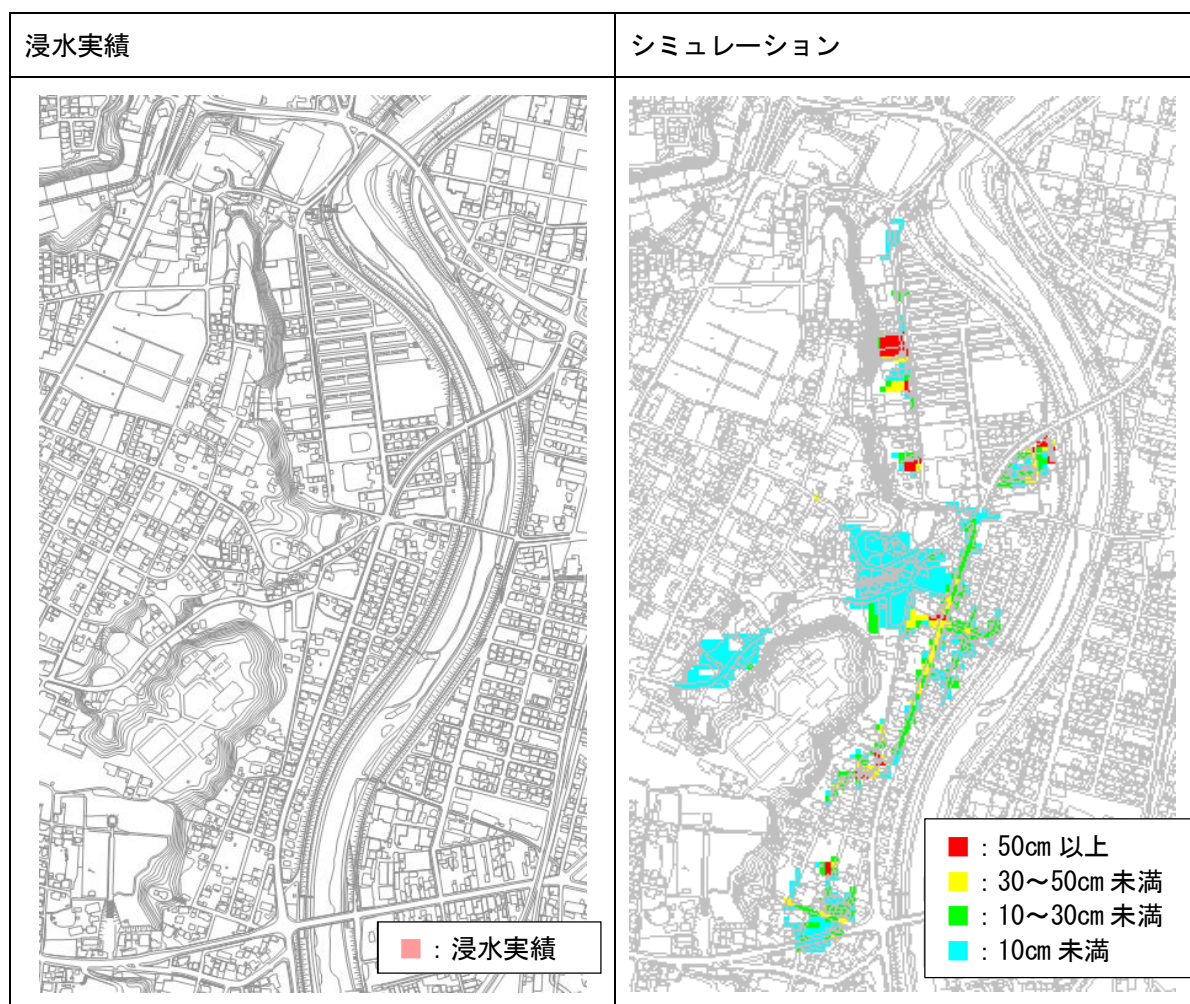 浸水実績
シミュレーション
：浸水実績
：50cm 以上
：30～50cm 未満
：10～30cm 未満
：10cm 未満